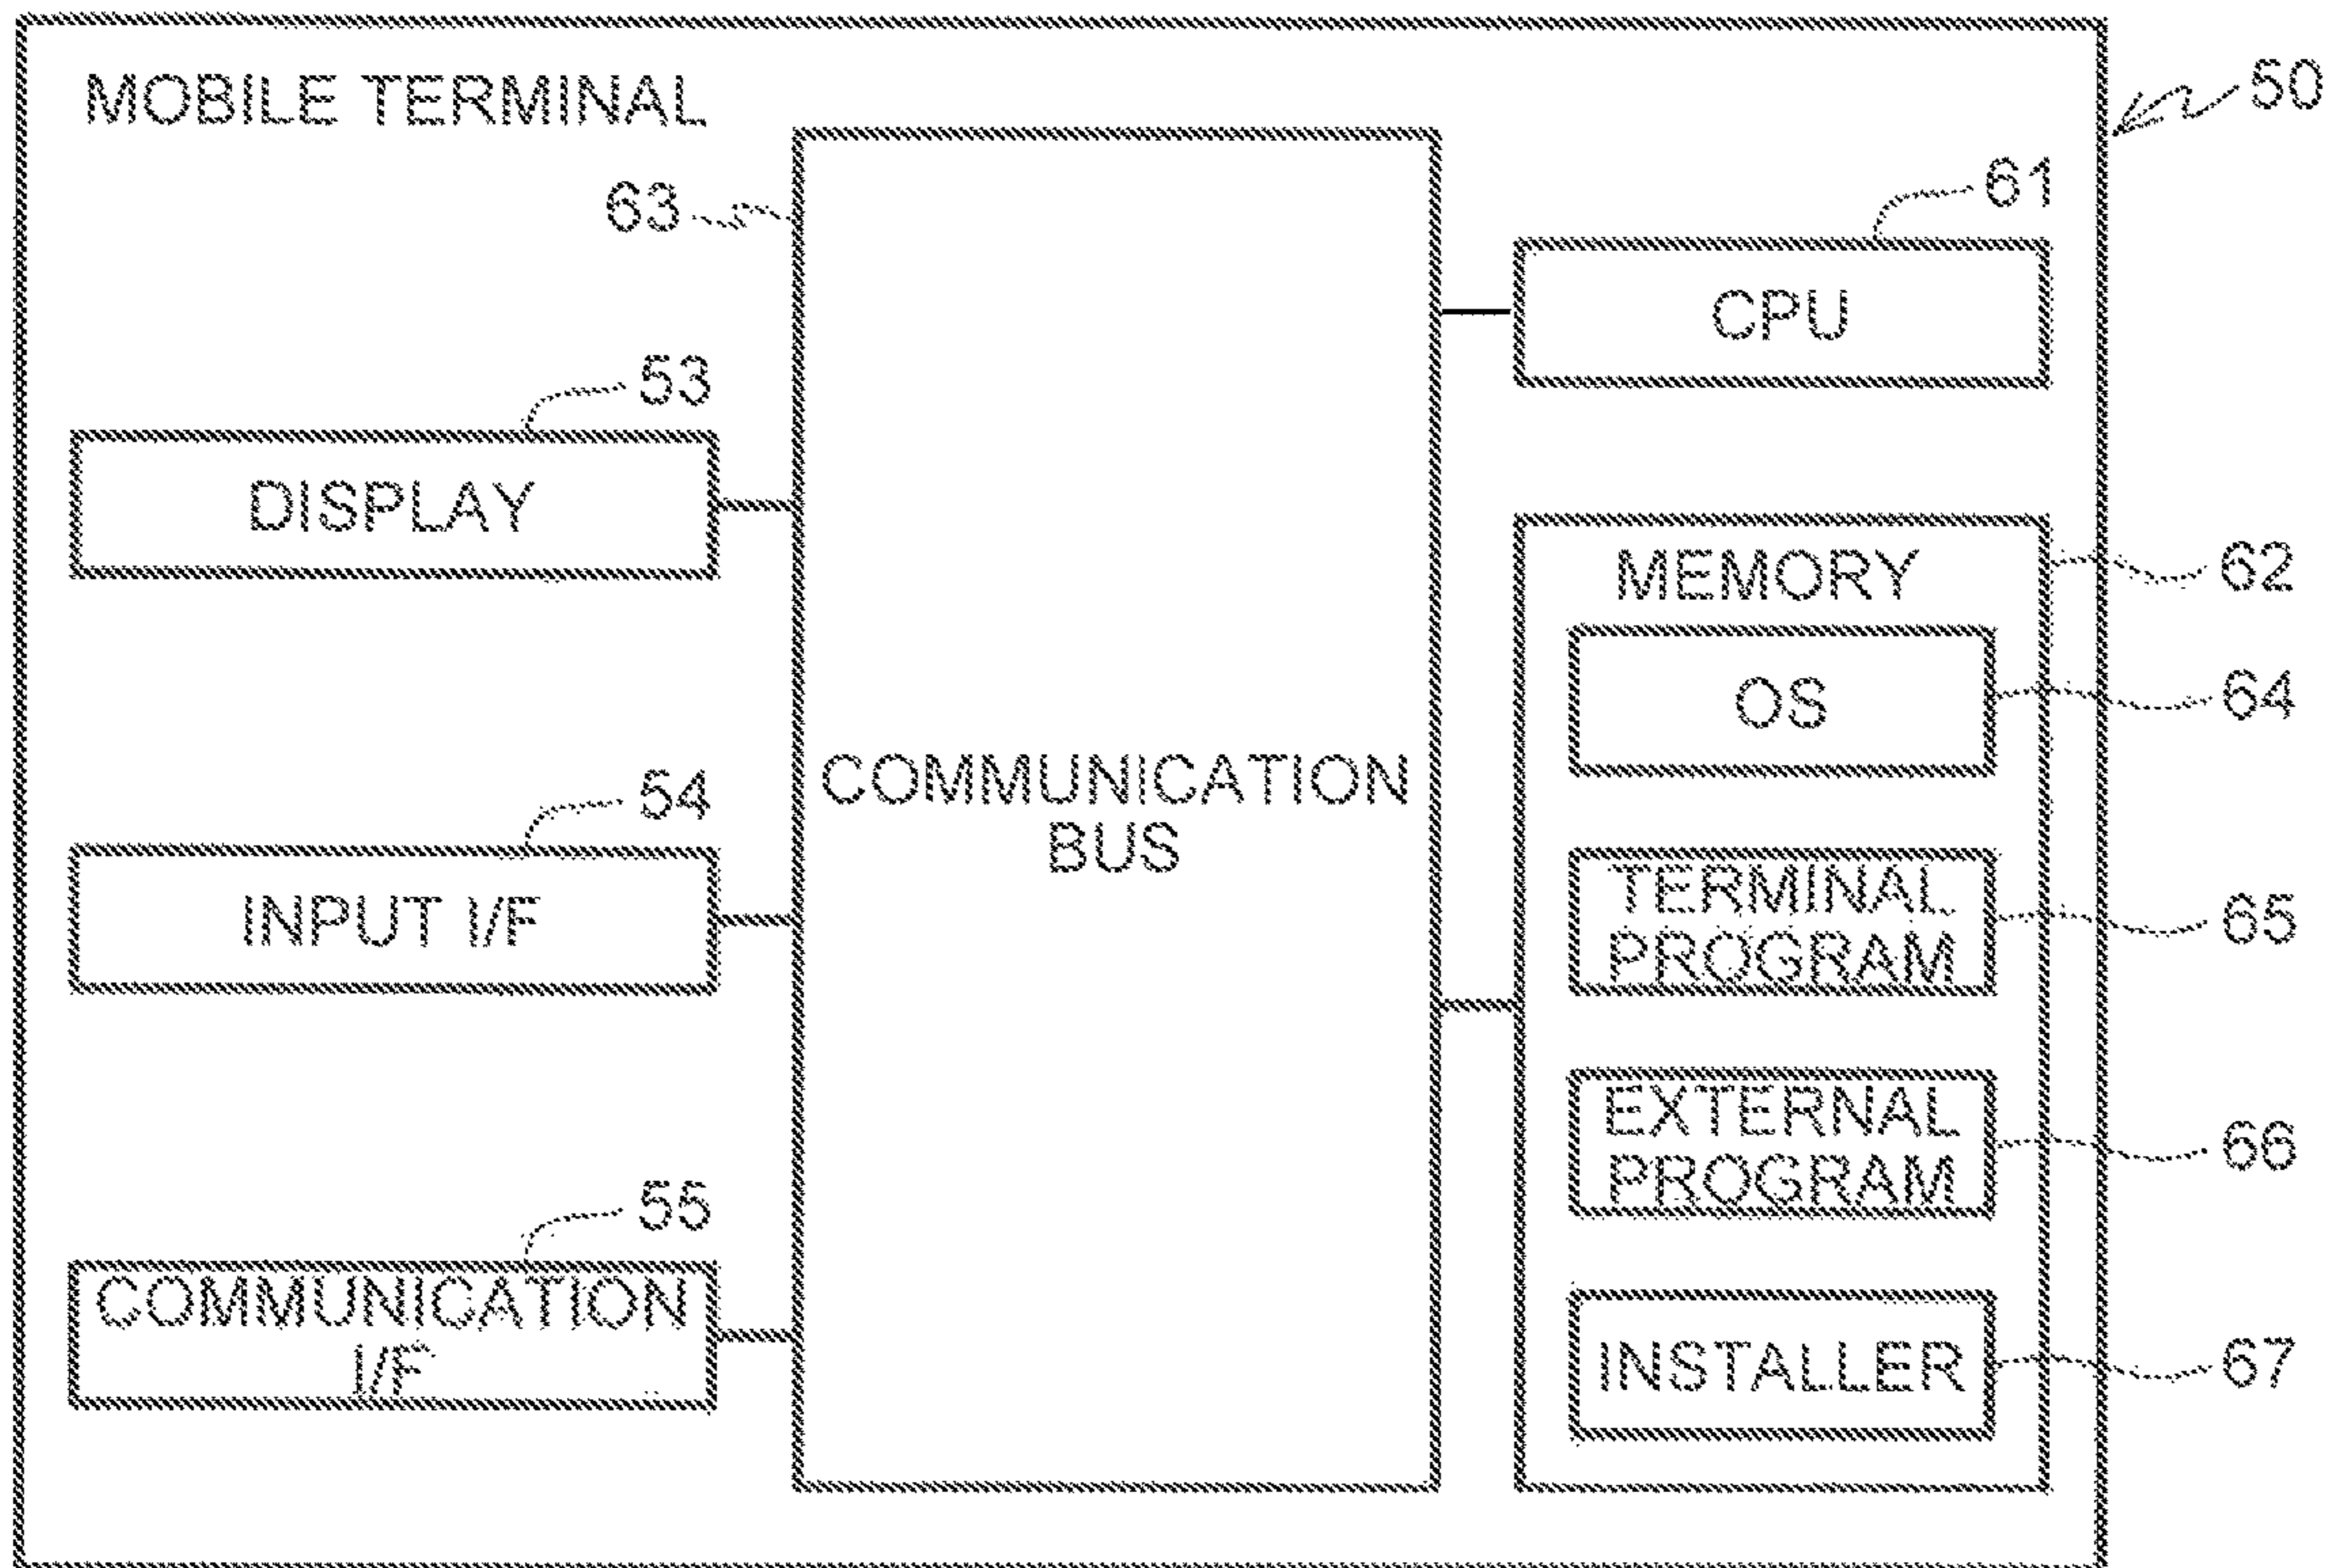 MOBILE TERMINAL
50
63
61
CPU
53
DISPLAY
MEMORY
62
OS
64
COMMUNICATION
BUS
54
INPUT I/F
TERMINAL
PROGRAM
65
EXTERNAL
PROGRAM
66
55
COMMUNICATION
I/F
INSTALLER
67